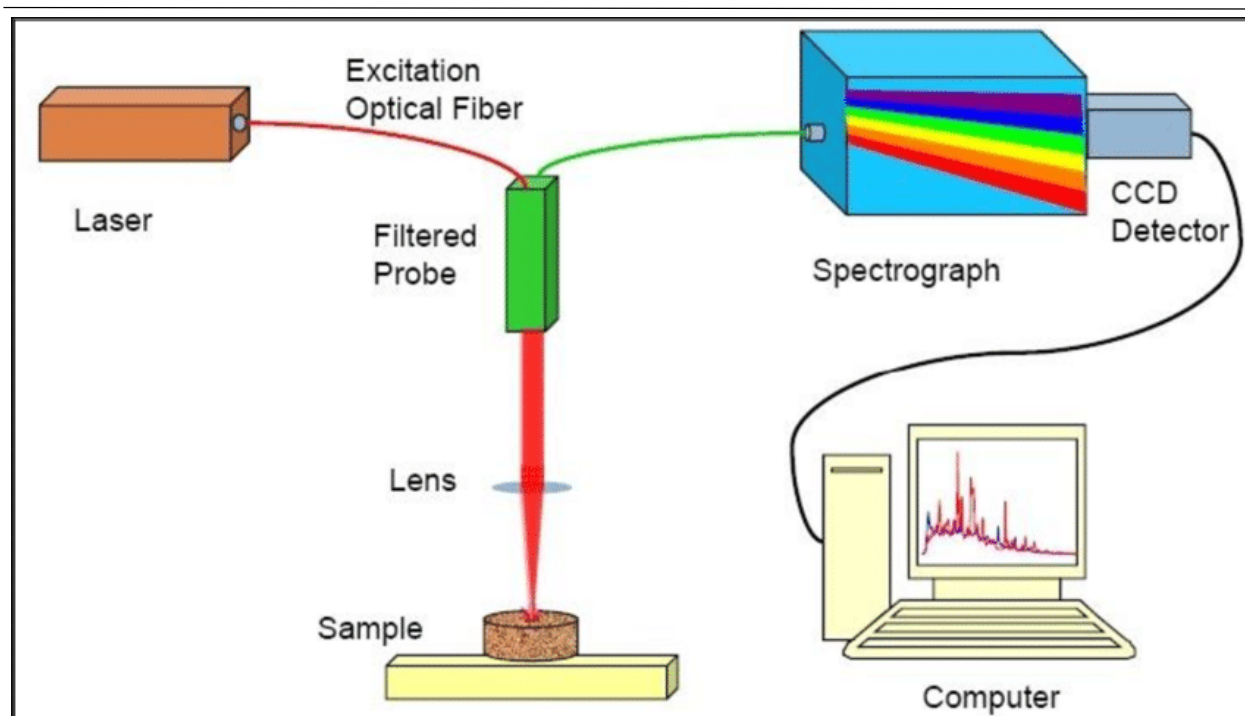 Excitation
Optical Fiber
Laser
Filtered
Probe
CCD
Detector
Spectrograph
Lens
Sample
Computer